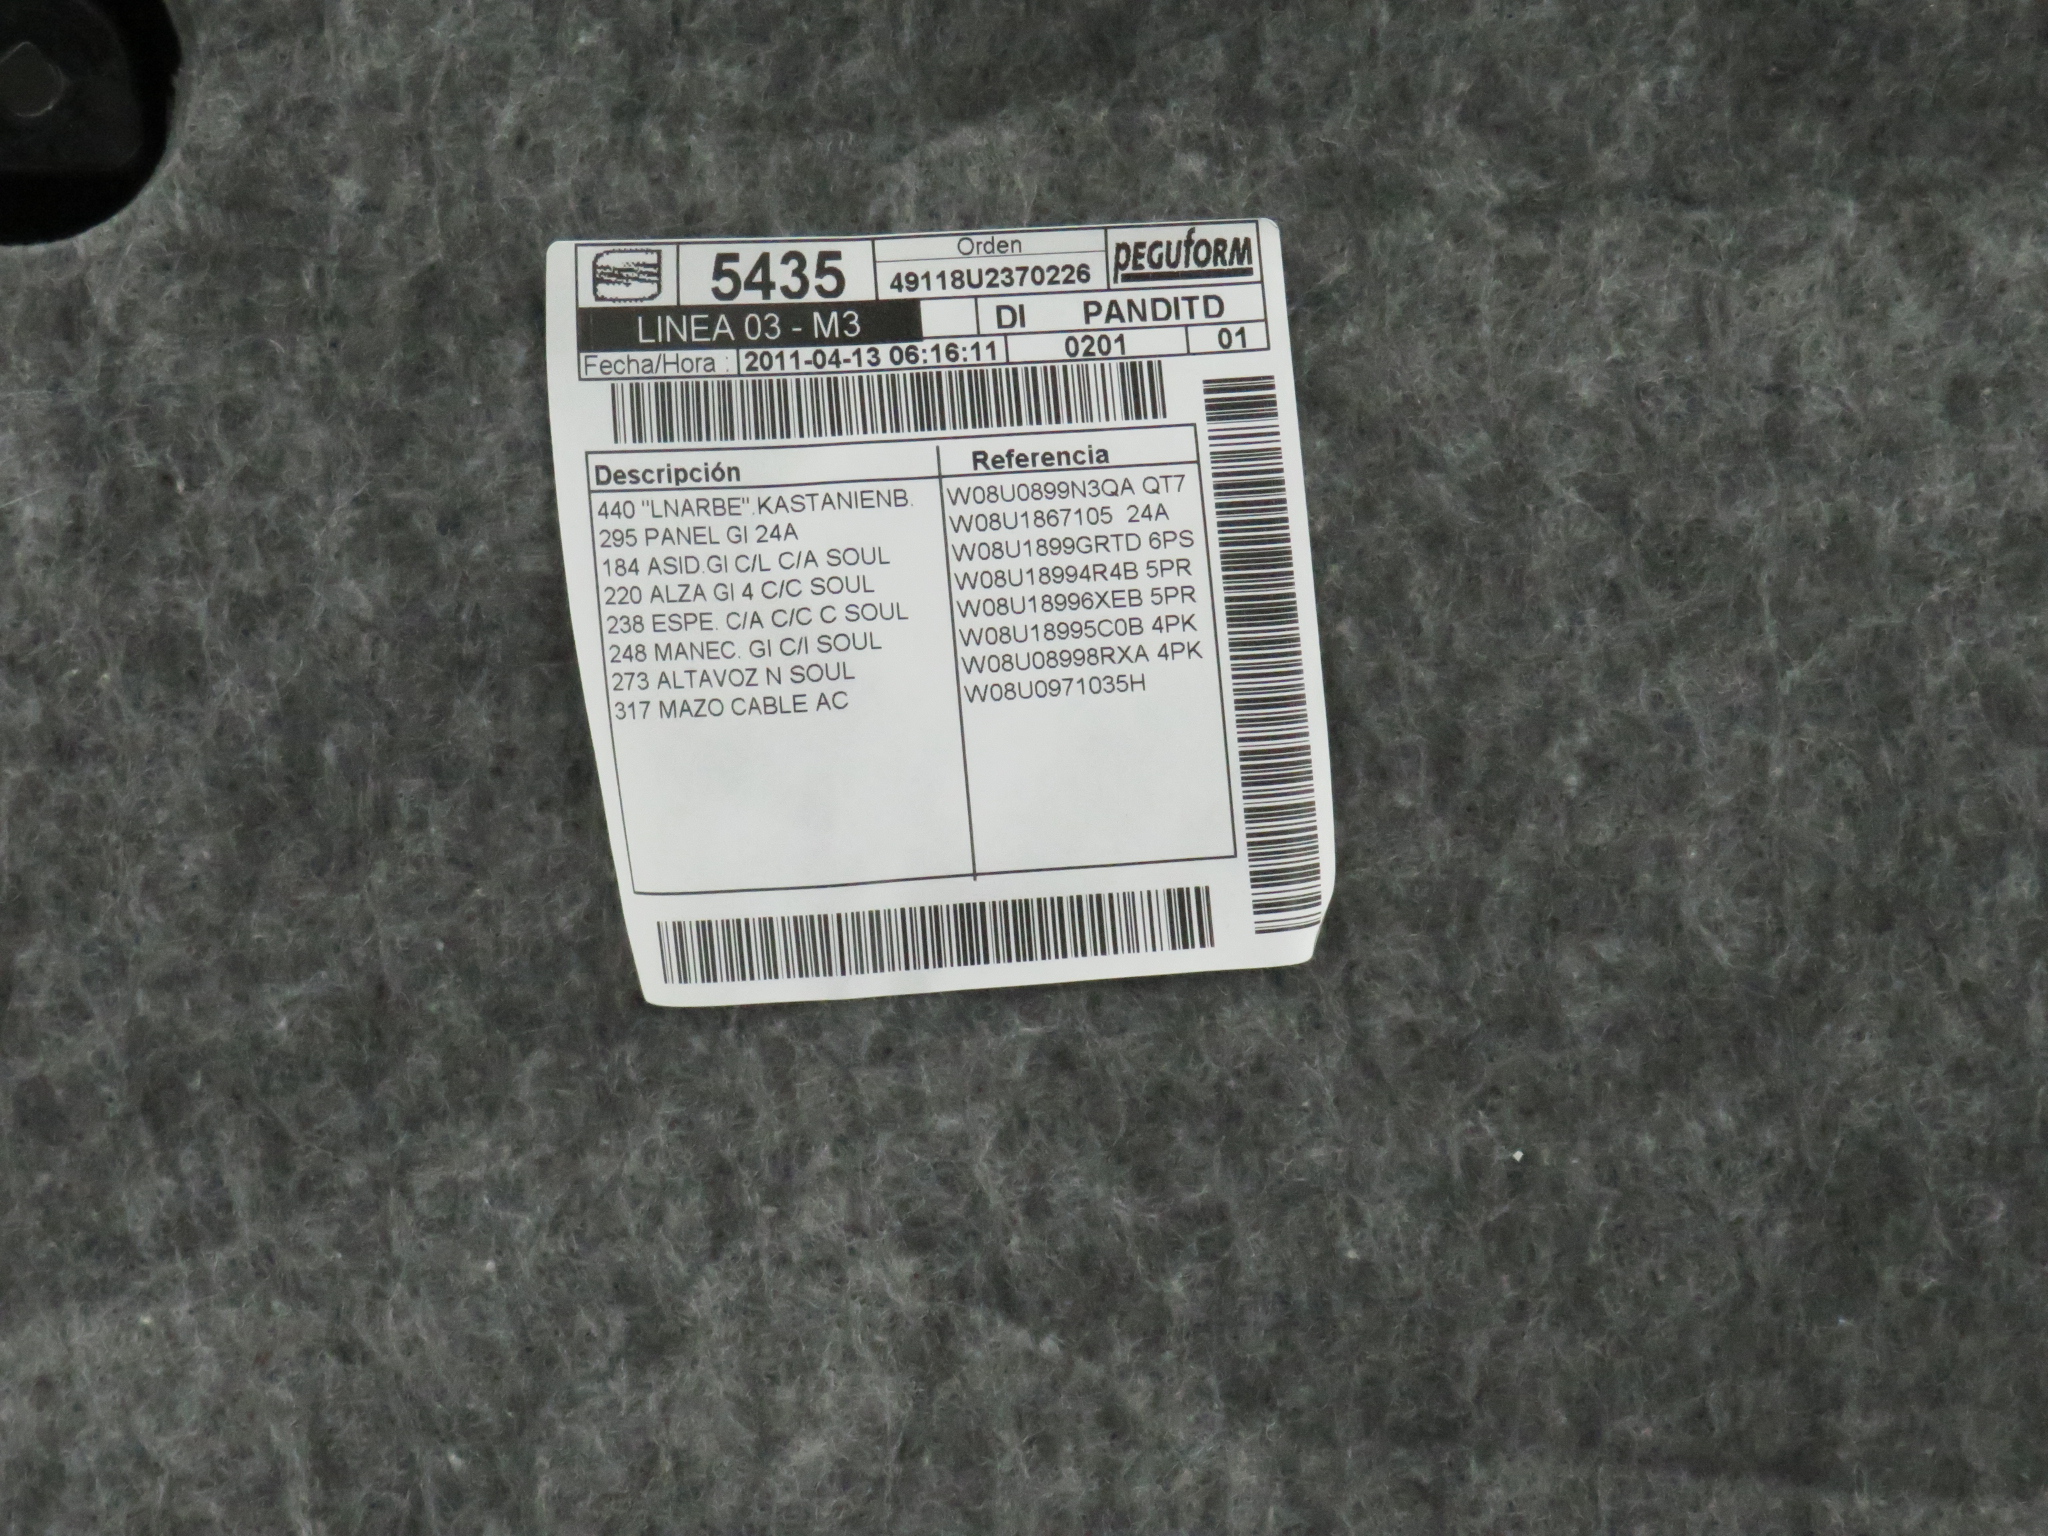 5435
Orden
49118U2370226
PEGUFORM
LINEA 03 - M3
DI PANDITD
Fecha/Hora : 2011-04-13 06:16:11 0201 01
Descripción Referencia
440 "LNARBE".KASTANIENB. W08U0899N3QA QT7
295 PANEL GI 24A W08U1867105 24A
184 ASID.GI C/L C/A SOUL W08U1899GRTD 6PS
220 ALZA GI 4 C/C SOUL W08U18994R4B 5PR
238 ESPE. C/A C/C C SOUL W08U18996XEB 5PR
248 MANEC. GI C/I SOUL W08U18995C0B 4PK
273 ALTAVOZ N SOUL W08U08998RXA 4PK
317 MAZO CABLE AC W08U0971035H